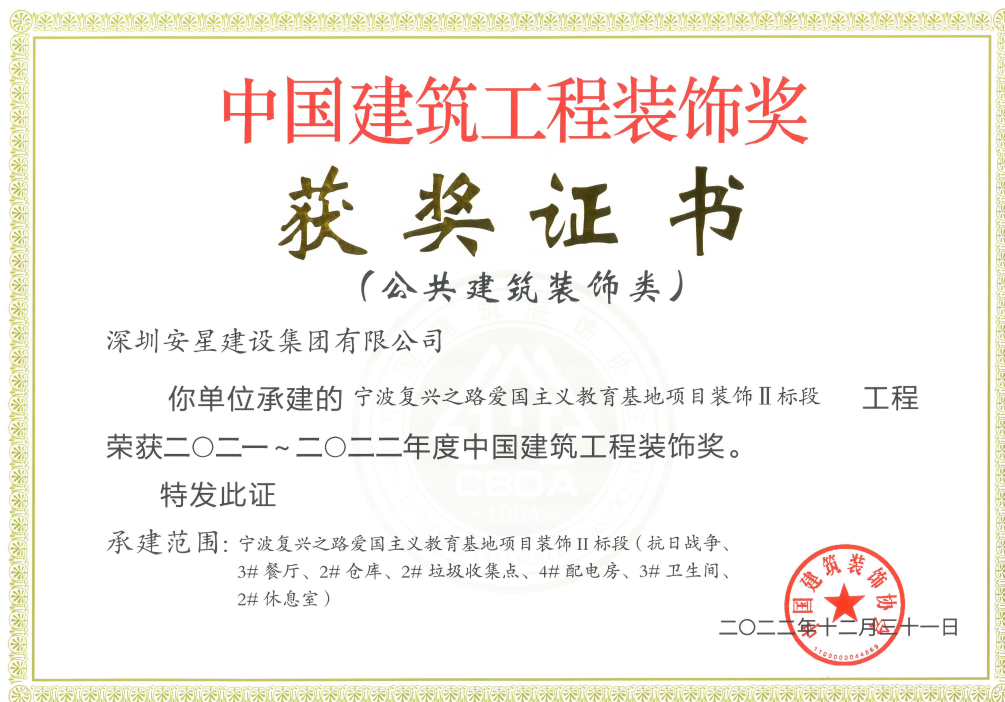 中国建筑工程装饰奖
获奖证书
（公共建筑装饰类）
深圳安星建设集团有限公司
你单位承建的 宁波复兴之路爱国主义教育基地项目装饰Ⅱ标段 工程
荣获二〇二一~二〇二二年度中国建筑工程装饰奖。
特发此证
承建范围：宁波复兴之路爱国主义教育基地项目装饰Ⅱ标段（抗日战争、
3# 餐厅、2# 仓库、2# 垃圾收集点、4# 配电房、3# 卫生间、
2# 休息室）
二〇二二年十二月三十一日
中国建筑装饰协会
CBDA
1984